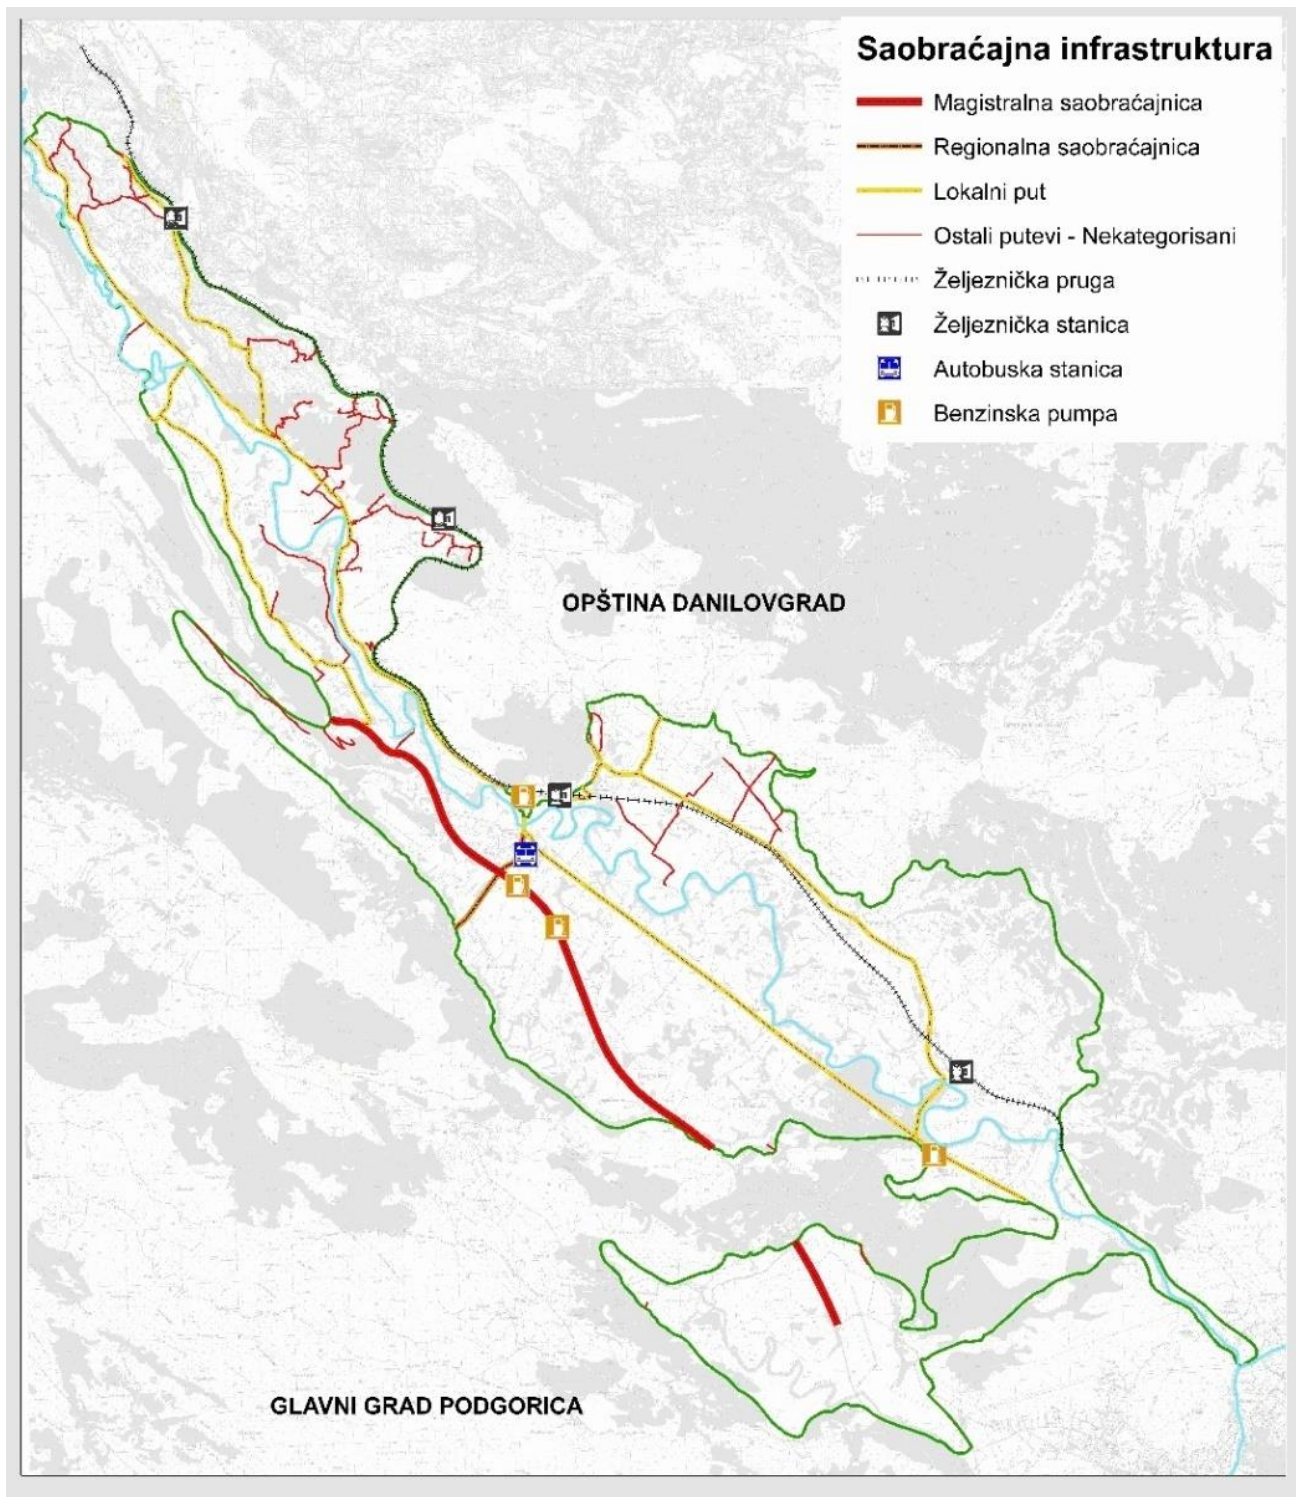 Saobraćajna infrastruktura
Magistralna saobraćajnica
Regionalna saobraćajnica
Lokalni put
Ostali putevi - Nekategorisani
Željeznička pruga
Željeznička stanica
Autobuska stanica
Benzinska pumpa
OPŠTINA DANILOVGRAD
GLAVNI GRAD PODGORICA